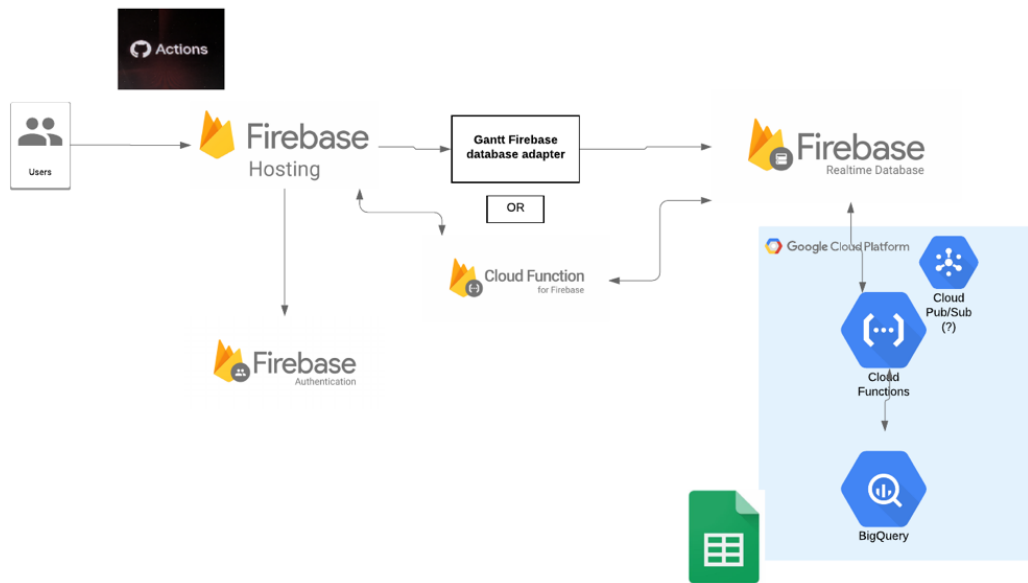 Actions
Users
Firebase
Hosting
Gantt Firebase
database adapter
OR
Firebase
Realtime Database
Cloud Function
for Firebase
Firebase
Authentication
Google Cloud Platform
Cloud
Pub/Sub
(?)
Cloud
Functions
BigQuery